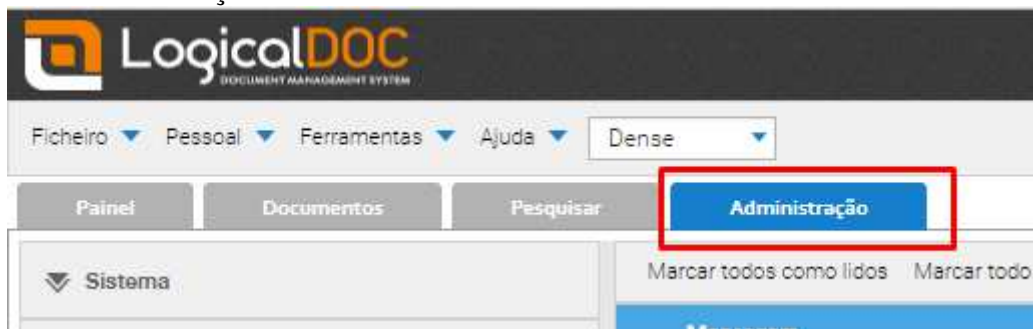 LogicalDOC
DOCUMENT MANAGEMENT SYSTEM
Ficheiro Pessoal Ferramentas Ajuda Dense
Painel Documentos Pesquisar Administração
Sistema Marcar todos como lidos Marcar todo